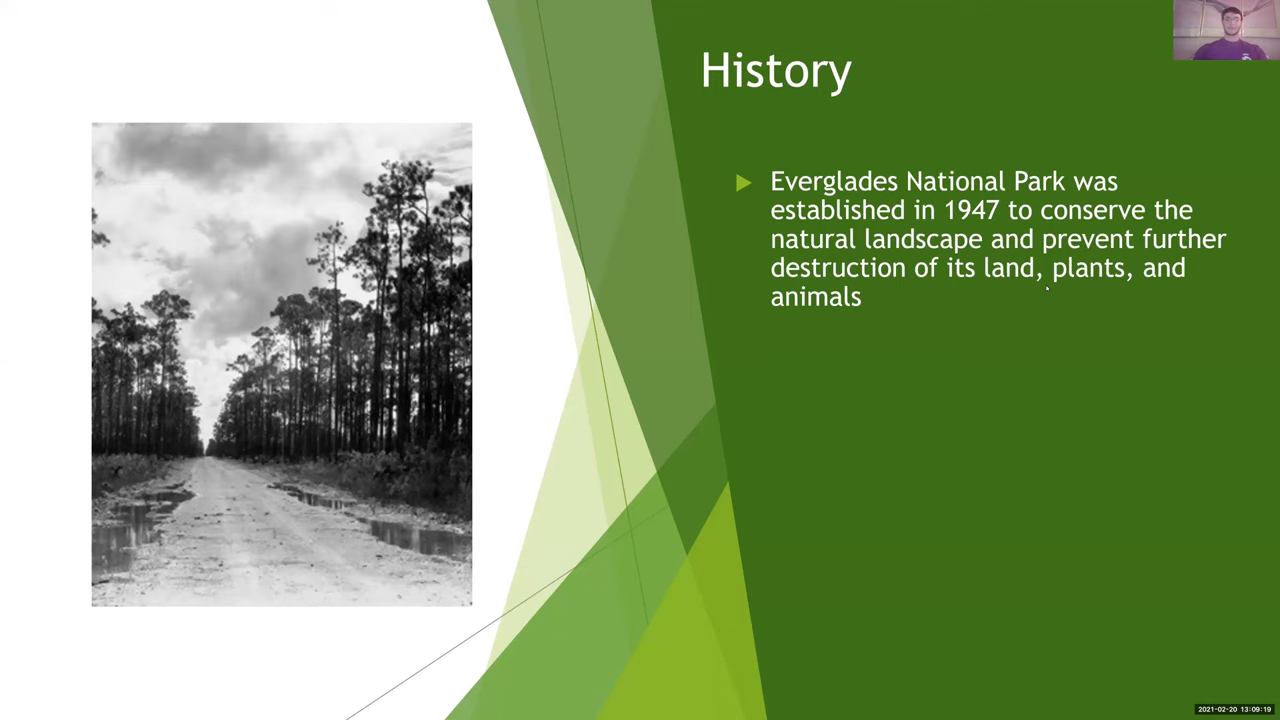 History
Everglades National Park was
established in 1947 to conserve the
natural landscape and prevent further
destruction of its land, plants, and
animals
2021-02-20 13:09:19